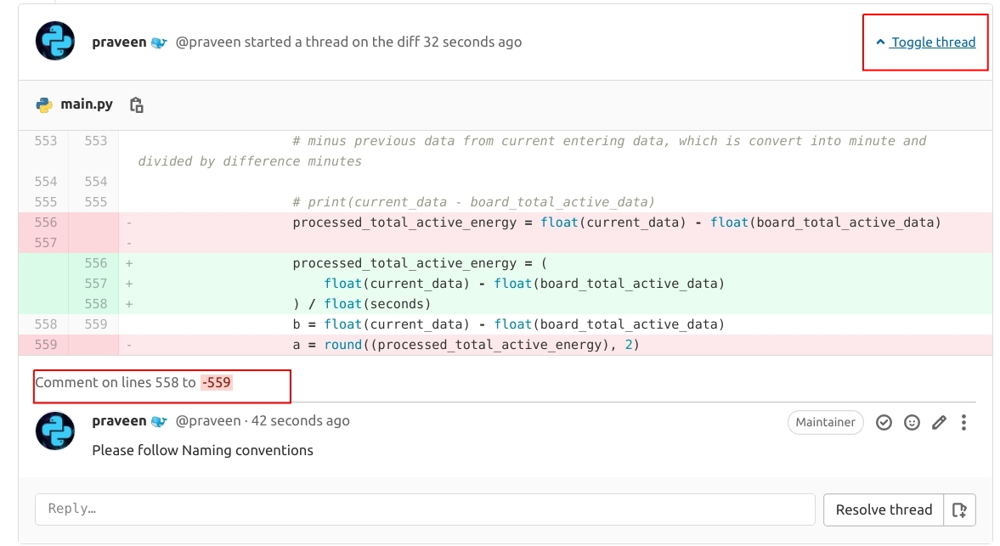 praveen @praveen started a thread on the diff 32 seconds ago
Toggle thread
main.py
553 553 # minus previous data from current entering data, which is convert into minute and
divided by difference minutes
554 554
555 555 # print(current_data - board_total_active_data)
556 - processed_total_active_energy = float(current_data) - float(board_total_active_data)
557 -
556 + processed_total_active_energy = (
557 + float(current_data) - float(board_total_active_data)
558 + ) / float(seconds)
558 559 b = float(current_data) - float(board_total_active_data)
559 - a = round((processed_total_active_energy), 2)
Comment on lines 558 to -559
praveen @praveen · 42 seconds ago
Maintainer
Please follow Naming conventions
Reply…
Resolve thread